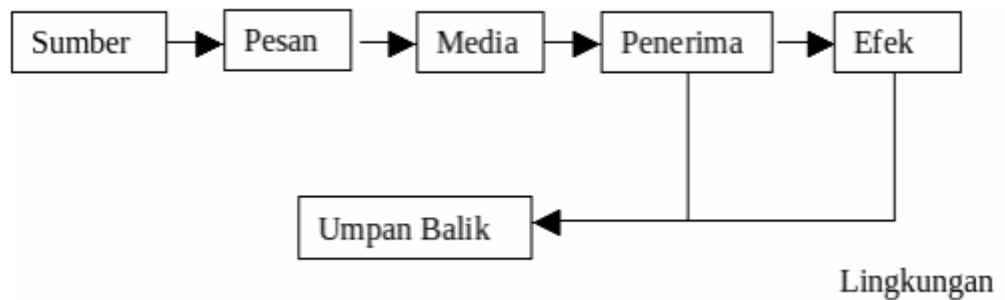 Sumber
Pesan
Media
Penerima
Efek
Umpan Balik
Lingkungan